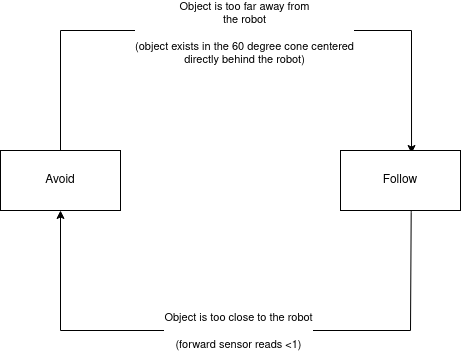 Object is too far away from
the robot
(object exists in the 60 degree cone centered
directly behind the robot)
Avoid
Follow
Object is too close to the robot
(forward sensor reads <1)